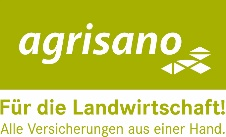 agrisano
Für die Landwirtschaft!
Alle Versicherungen aus einer Hand.